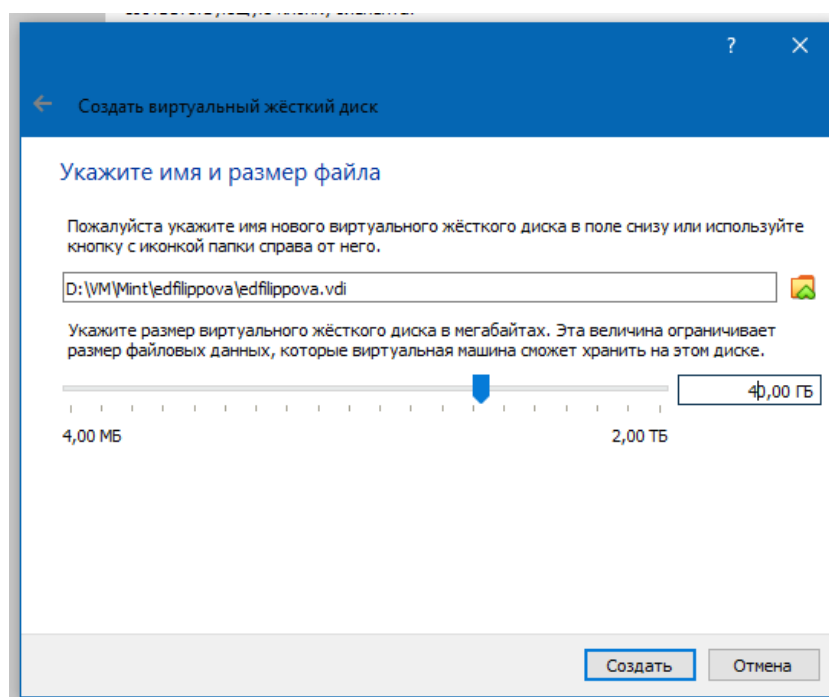 ?
Создать виртуальный жёсткий диск
Укажите имя и размер файла
Пожалуйста укажите имя нового виртуального жёсткого диска в поле снизу или используйте
кнопку с иконкой папки справа от него.
D:\VM\Mint\edfilippova\edfilippova.vdi
Укажите размер виртуального жёсткого диска в мегабайтах. Эта величина ограничивает
размер файловых данных, которые виртуальная машина сможет хранить на этом диске.
40,00 ГБ
4,00 МБ 2,00 ТБ
Создать Отмена